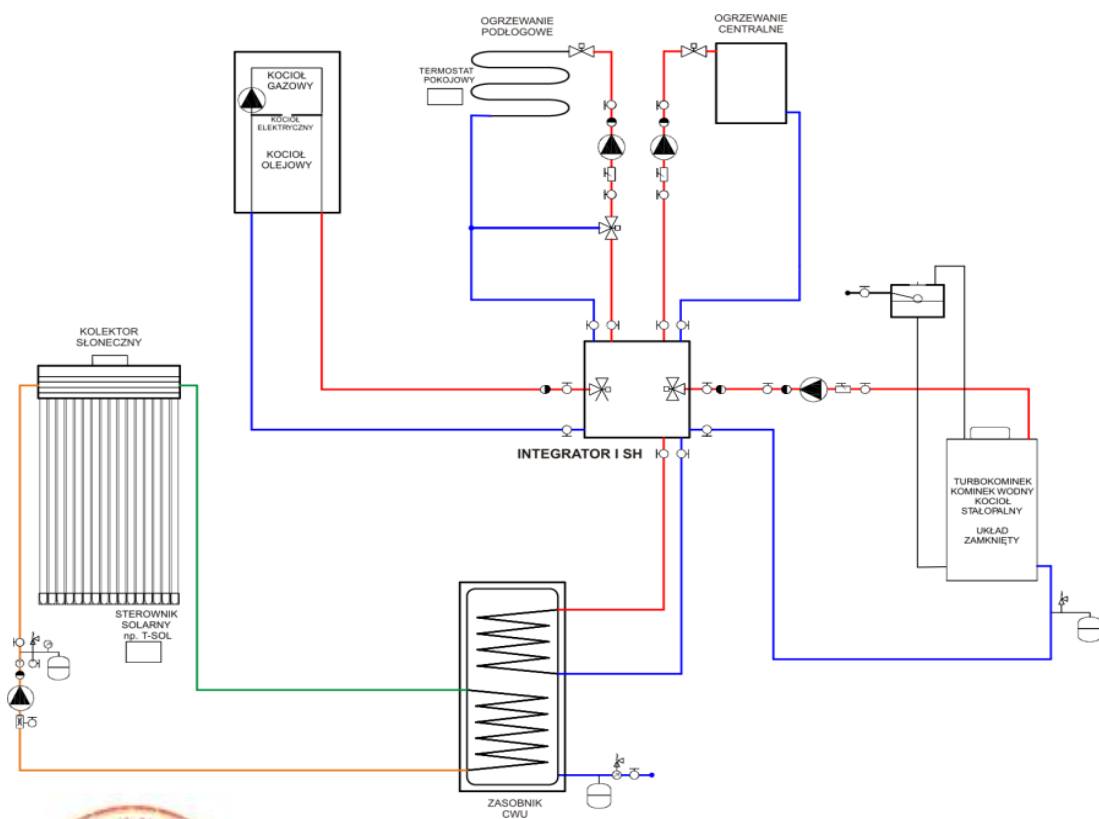 OGRZEWANIE
PODŁOGOWE
OGRZEWANIE
CENTRALNE
KOCIOŁ
GAZOWY
KOCIOŁ
ELEKTRYCZNY
KOCIOŁ
OLEJOWY
TERMOSTAT
POKOJOWY
KOLEKTOR
SŁONECZNY
INTEGRATOR I SH
TURBOKOMINEK
KOMINEK WODNY
KOCIOŁ
STAŁOPALNY
UKŁAD
ZAMKNIĘTY
STEROWNIK
SOLARNY
np. T-SOL
ZASOBNIK
CWU